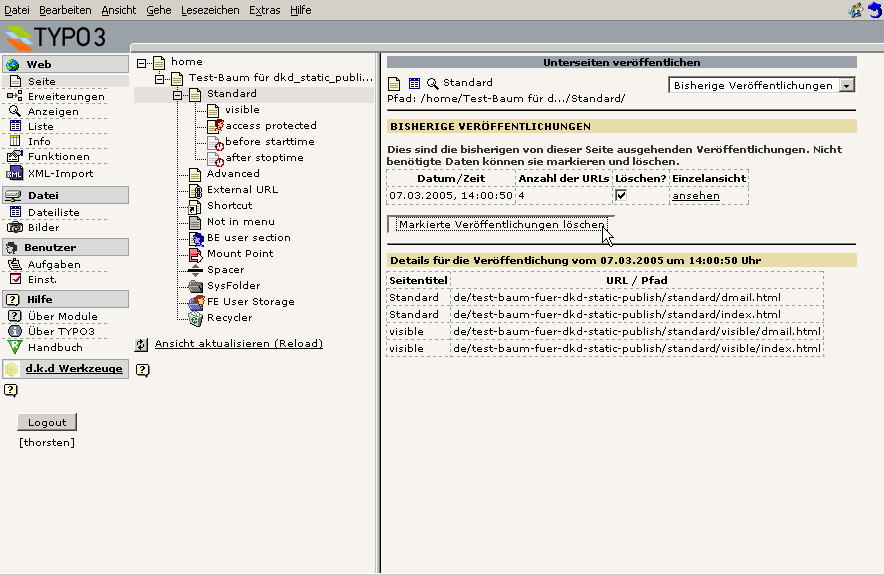 Datei Bearbeiten Ansicht Gehe Lesezeichen Extras Hilfe
TYPO3
Web
Seite
Erweiterungen
Anzeigen
Liste
Info
Funktionen
XML XML-Import
Datei
Dateiliste
Bilder
Benutzer
Aufgaben
Einst.
Hilfe
Über Module
Über TYPO3
Handbuch
d.k.d Werkzeuge
Logout
[thorsten]
home
Test-Baum für dkd_static_publi...
Standard
visible
access protected
before starttime
after stoptime
Advanced
External URL
Shortcut
Not in menu
BE user section
Mount Point
Spacer
SysFolder
FE User Storage
Recycler
Ansicht aktualisieren (Reload)
Unterseiten veröffentlichen
Standard Bisherige Veröffentlichungen
Pfad: /home/Test-Baum für d.../Standard/
BISHERIGE VERÖFFENTLICHUNGEN
Dies sind die bisherigen von dieser Seite ausgehenden Veröffentlichungen. Nicht
benötigte Daten können sie markieren und löschen.
Datum/Zeit Anzahl der URLs Löschen? Einzelansicht
07.03.2005, 14:00:50 4 ansehen
Markierte Veröffentlichungen löschen
Details für die Veröffentlichung vom 07.03.2005 um 14:00:50 Uhr
Seitentitel URL / Pfad
Standard de/test-baum-fuer-dkd-static-publish/standard/dmail.html
Standard de/test-baum-fuer-dkd-static-publish/standard/index.html
visible de/test-baum-fuer-dkd-static-publish/standard/visible/dmail.html
visible de/test-baum-fuer-dkd-static-publish/standard/visible/index.html